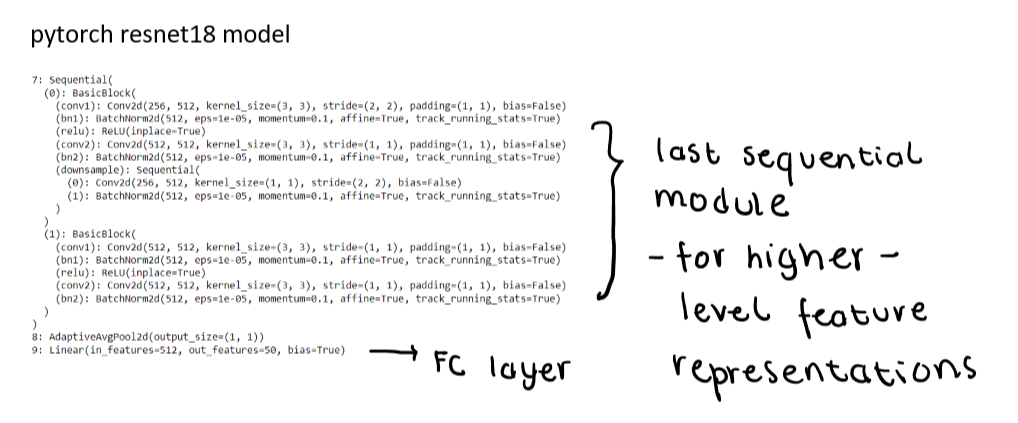 pytorch resnet18 model
7: Sequential(
(0): BasicBlock(
(conv1): Conv2d(256, 512, kernel_size=(3, 3), stride=(2, 2), padding=(1, 1), bias=False)
(bn1): BatchNorm2d(512, eps=1e-05, momentum=0.1, affine=True, track_running_stats=True)
(relu): ReLU(inplace=True)
(conv2): Conv2d(512, 512, kernel_size=(3, 3), stride=(1, 1), padding=(1, 1), bias=False)
(bn2): BatchNorm2d(512, eps=1e-05, momentum=0.1, affine=True, track_running_stats=True)
(downsample): Sequential(
(0): Conv2d(256, 512, kernel_size=(1, 1), stride=(2, 2), bias=False)
(1): BatchNorm2d(512, eps=1e-05, momentum=0.1, affine=True, track_running_stats=True)
)
)
(1): BasicBlock(
(conv1): Conv2d(512, 512, kernel_size=(3, 3), stride=(1, 1), padding=(1, 1), bias=False)
(bn1): BatchNorm2d(512, eps=1e-05, momentum=0.1, affine=True, track_running_stats=True)
(relu): ReLU(inplace=True)
(conv2): Conv2d(512, 512, kernel_size=(3, 3), stride=(1, 1), padding=(1, 1), bias=False)
(bn2): BatchNorm2d(512, eps=1e-05, momentum=0.1, affine=True, track_running_stats=True)
)
)
8: AdaptiveAvgPool2d(output_size=(1, 1))
9: Linear(in_features=512, out_features=50, bias=True)
→ FC layer
last sequential
module
- for higher -
level feature
representations